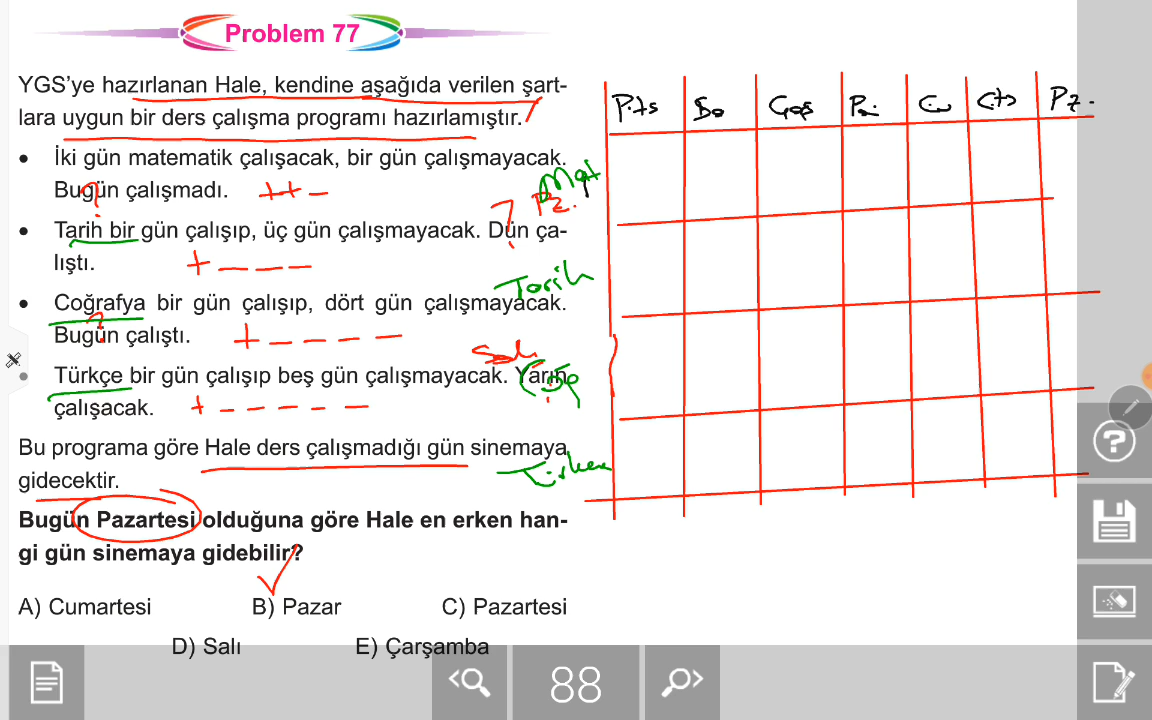 Problem 77
YGS'ye hazırlanan Hale, kendine aşağıda verilen şart-
lara uygun bir ders çalışma programı hazırlamıştır.
• İki gün matematik çalışacak, bir gün çalışmayacak.
Bugün çalışmadı. ++-
?
• Tarih bir gün çalışıp, üç gün çalışmayacak. Dün ça-
lıştı. +---
? Pz.
• Coğrafya bir gün çalışıp, dört gün çalışmayacak.
Bugün çalıştı. +----
?
• Türkçe bir gün çalışıp beş gün çalışmayacak. Yarın
çalışacak. +-----
Salı
Bu programa göre Hale ders çalışmadığı gün sinemaya
gidecektir.
Bugün Pazartesi olduğuna göre Hale en erken han-
gi gün sinemaya gidebilir?
A) Cumartesi B) Pazar C) Pazartesi
D) Salı E) Çarşamba
Pzts Cts Pz.
Mat
Tarih
88
?